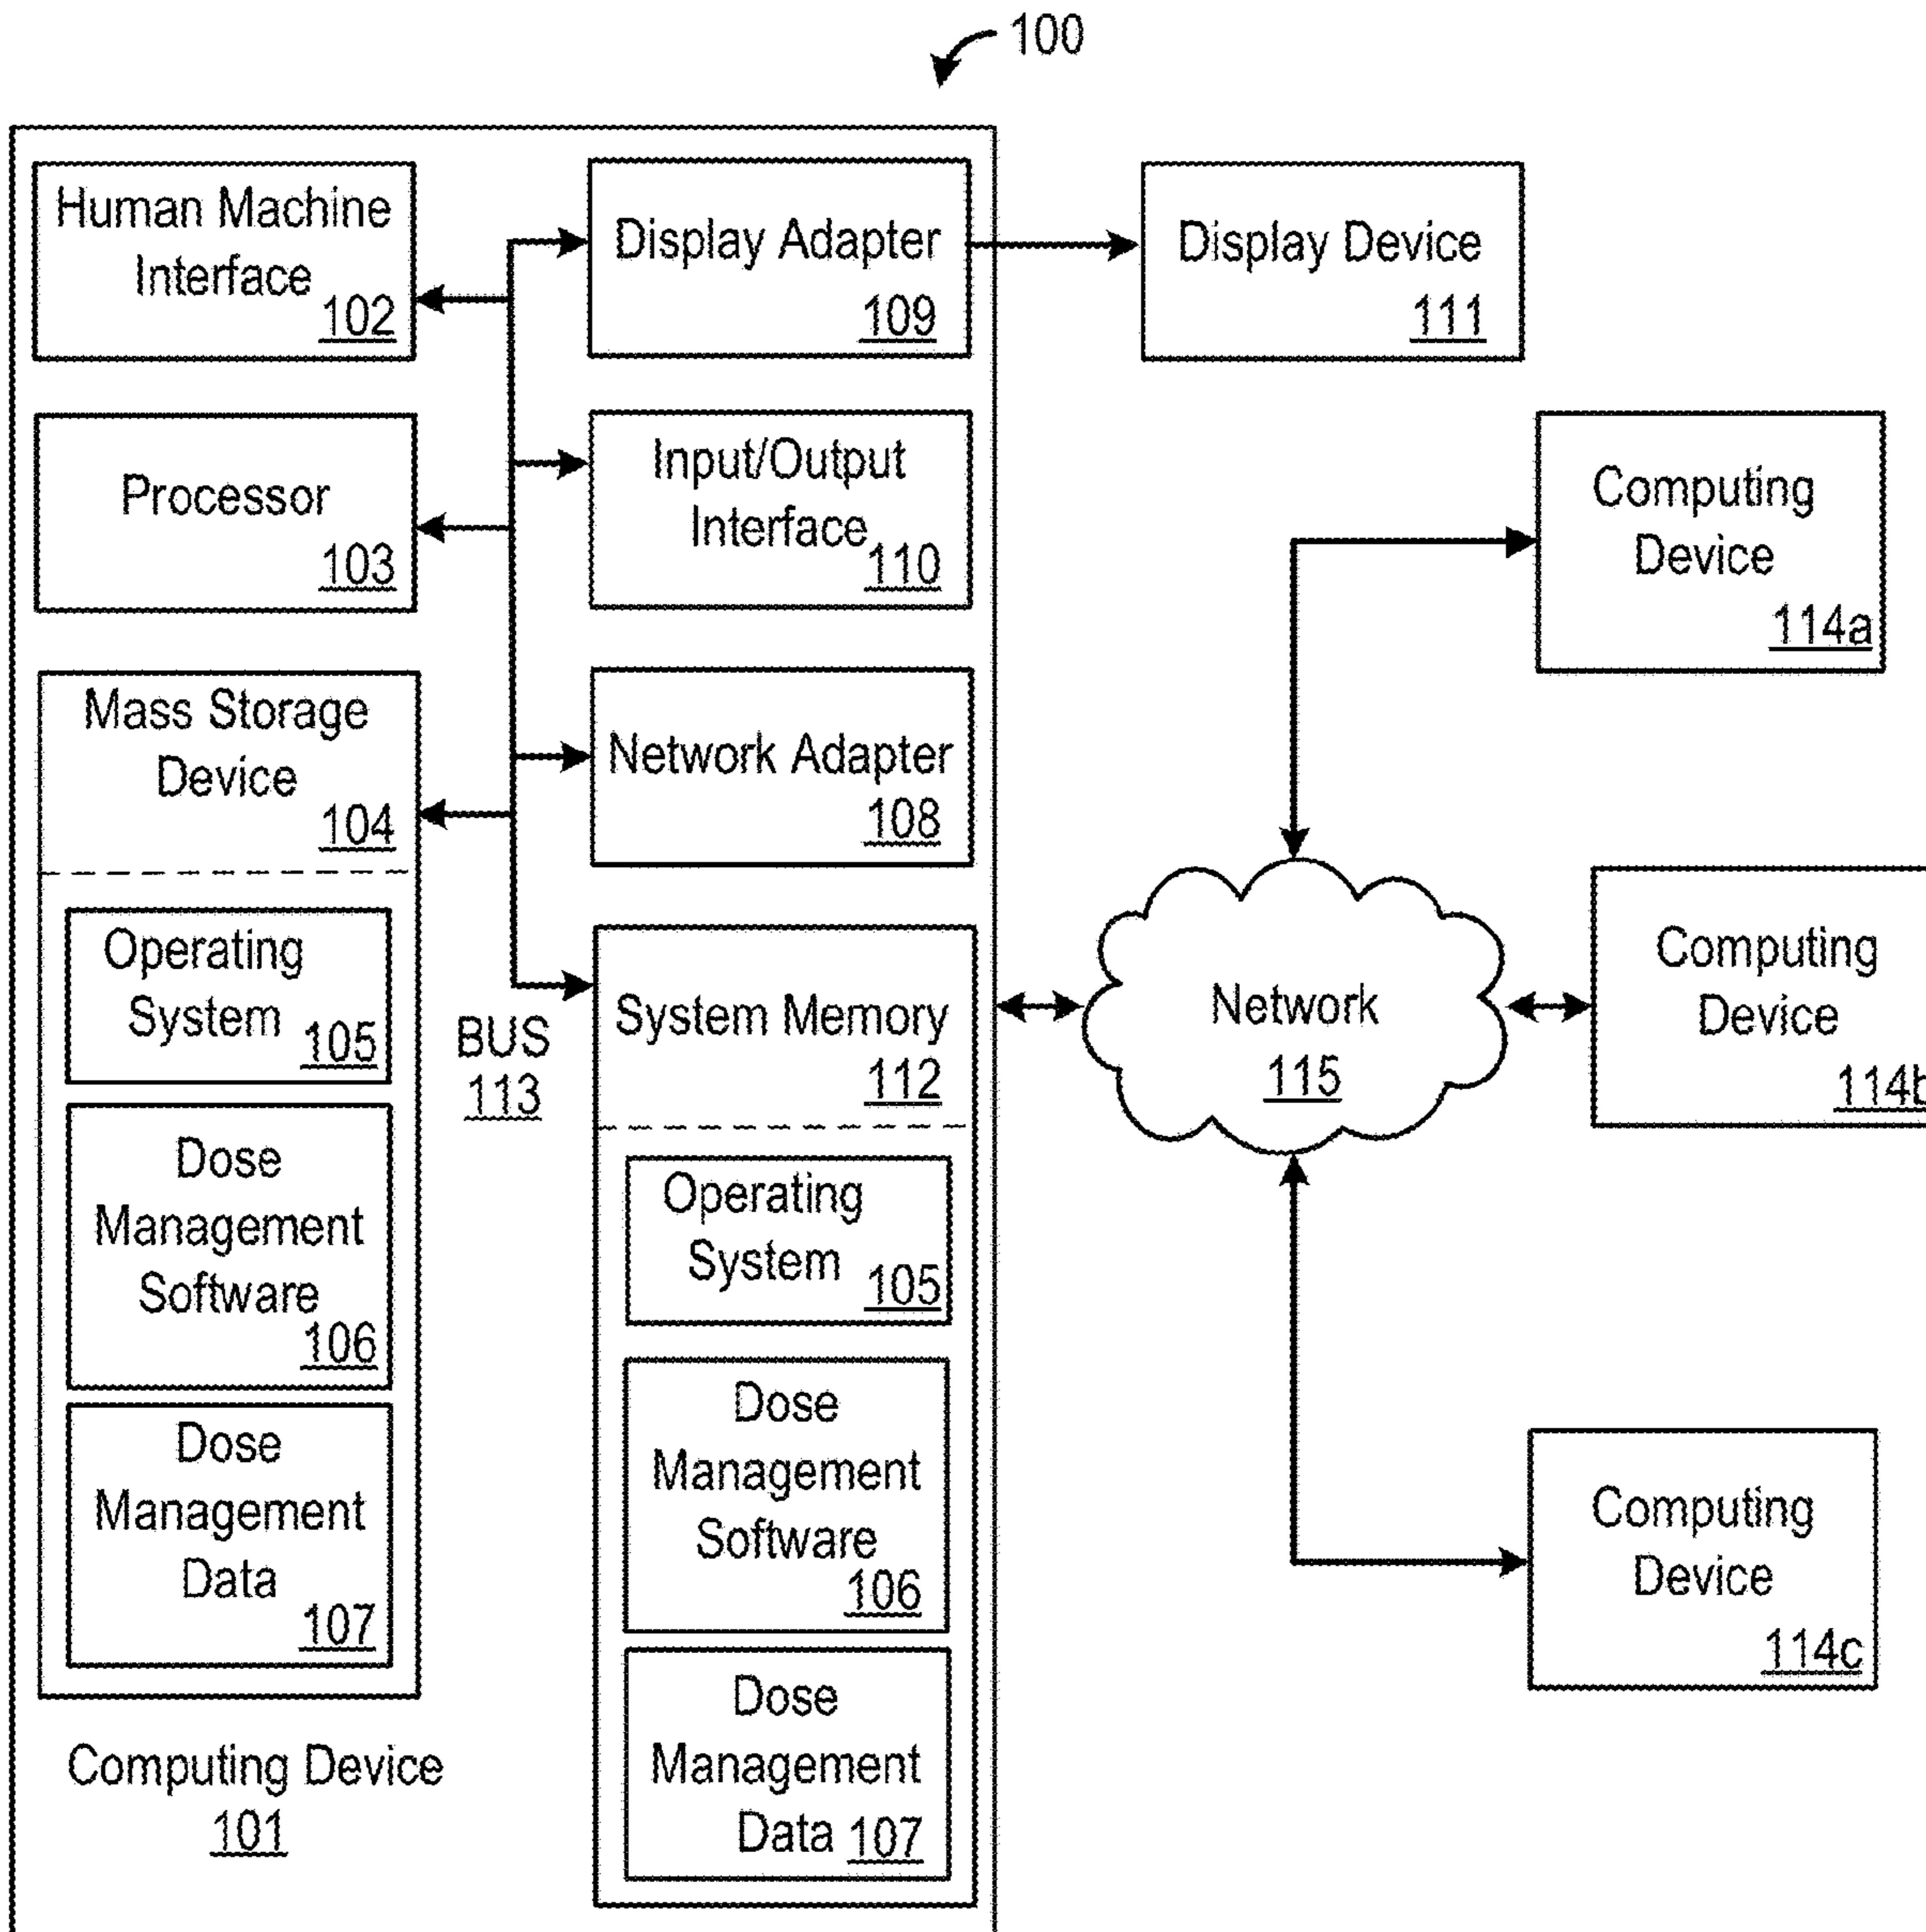 100
Human Machine
Interface
102
Display Adapter
109
Display Device
111
Processor
103
Input/Output
Interface
110
Computing
Device
114a
Mass Storage
Device
104
Network Adapter
108
Operating
System
105
Dose
Management
Software
106
Dose
Management
Data
107
BUS
113
System Memory
112
Operating
System
105
Dose
Management
Software
106
Dose
Management
Data 107
Network
115
Computing
Device
114b
Computing
Device
114c
Computing Device
101